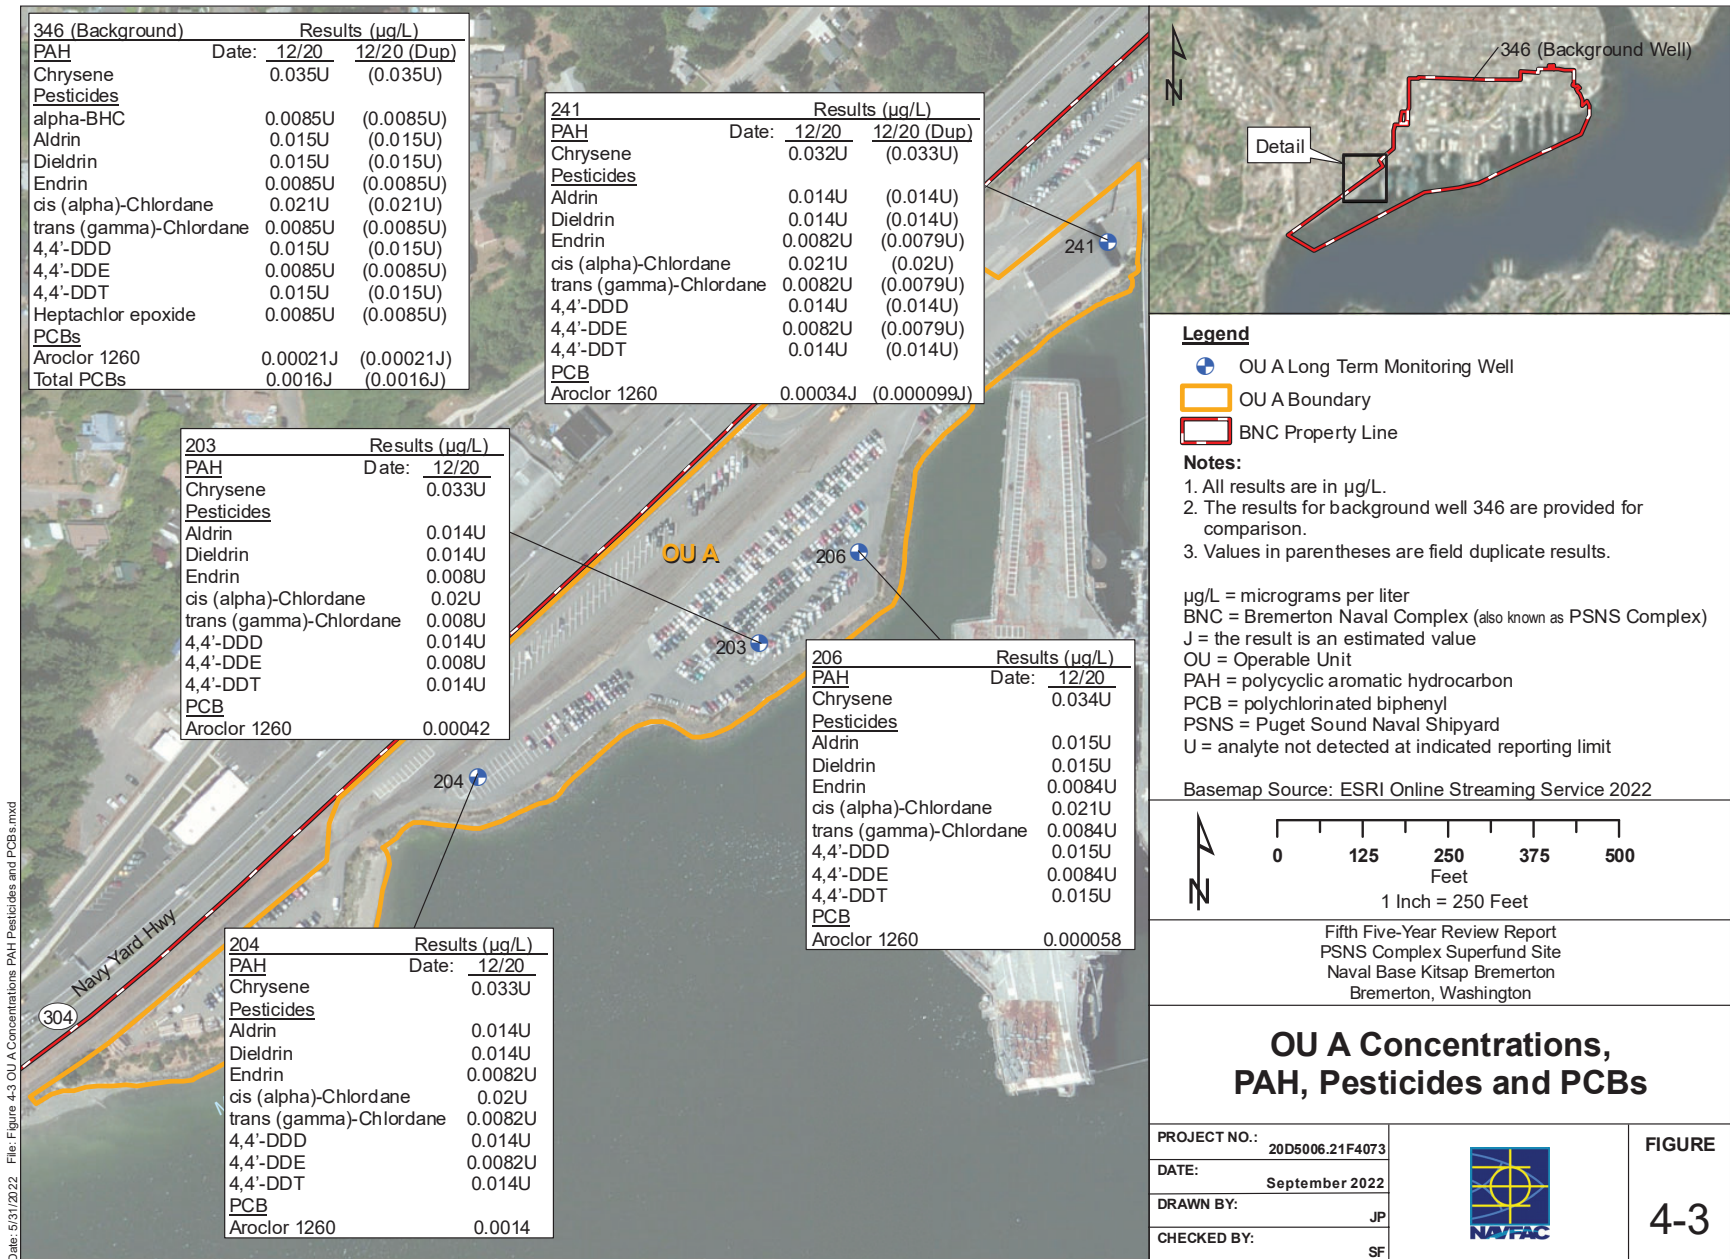 346 (Background) Results (µg/L)
PAH Date: 12/20 12/20 (Dup)
Chrysene 0.035U (0.035U)
Pesticides
alpha-BHC 0.0085U (0.0085U)
Aldrin 0.015U (0.015U)
Dieldrin 0.015U (0.015U)
Endrin 0.0085U (0.0085U)
cis (alpha)-Chlordane 0.021U (0.021U)
trans (gamma)-Chlordane 0.0085U (0.0085U)
4,4'-DDD 0.015U (0.015U)
4,4'-DDE 0.0085U (0.0085U)
4,4'-DDT 0.015U (0.015U)
Heptachlor epoxide 0.0085U (0.0085U)
PCBs
Aroclor 1260 0.00021J (0.00021J)
Total PCBs 0.0016J (0.0016J)
241 Results (µg/L)
PAH Date: 12/20 12/20 (Dup)
Chrysene 0.032U (0.033U)
Pesticides
Aldrin 0.014U (0.014U)
Dieldrin 0.014U (0.014U)
Endrin 0.0082U (0.0079U)
cis (alpha)-Chlordane 0.021U (0.02U)
trans (gamma)-Chlordane 0.0082U (0.0079U)
4,4'-DDD 0.014U (0.014U)
4,4'-DDE 0.0082U (0.0079U)
4,4'-DDT 0.014U (0.014U)
PCB
Aroclor 1260 0.00034J (0.000099J)
203 Results (µg/L)
PAH Date: 12/20
Chrysene 0.033U
Pesticides
Aldrin 0.014U
Dieldrin 0.014U
Endrin 0.008U
cis (alpha)-Chlordane 0.02U
trans (gamma)-Chlordane 0.008U
4,4'-DDD 0.014U
4,4'-DDE 0.008U
4,4'-DDT 0.014U
PCB
Aroclor 1260 0.00042
206 Results (µg/L)
PAH Date: 12/20
Chrysene 0.034U
Pesticides
Aldrin 0.015U
Dieldrin 0.015U
Endrin 0.0084U
cis (alpha)-Chlordane 0.021U
trans (gamma)-Chlordane 0.0084U
4,4'-DDD 0.015U
4,4'-DDE 0.0084U
4,4'-DDT 0.015U
PCB
Aroclor 1260 0.000058
204 Results (µg/L)
PAH Date: 12/20
Chrysene 0.033U
Pesticides
Aldrin 0.014U
Dieldrin 0.014U
Endrin 0.0082U
cis (alpha)-Chlordane 0.02U
trans (gamma)-Chlordane 0.0082U
4,4'-DDD 0.014U
4,4'-DDE 0.0082U
4,4'-DDT 0.014U
PCB
Aroclor 1260 0.0014
241
OU A
206
203
204
Navy Yard Hwy
304
Date: 5/31/2022 File: Figure 4-3 OU A Concentrations PAH Pesticides and PCBs.mxd
N
346 (Background Well)
Detail
Legend
OU A Long Term Monitoring Well
OU A Boundary
BNC Property Line
Notes:
1. All results are in µg/L.
2. The results for background well 346 are provided for
comparison.
3. Values in parentheses are field duplicate results.
µg/L = micrograms per liter
BNC = Bremerton Naval Complex (also known as PSNS Complex)
J = the result is an estimated value
OU = Operable Unit
PAH = polycyclic aromatic hydrocarbon
PCB = polychlorinated biphenyl
PSNS = Puget Sound Naval Shipyard
U = analyte not detected at indicated reporting limit
Basemap Source: ESRI Online Streaming Service 2022
N
0 125 250 375 500
Feet
1 Inch = 250 Feet
Fifth Five-Year Review Report
PSNS Complex Superfund Site
Naval Base Kitsap Bremerton
Bremerton, Washington
OU A Concentrations,
PAH, Pesticides and PCBs
PROJECT NO.: 20D5006.21F4073
DATE: September 2022
DRAWN BY: JP
CHECKED BY: SF
NAVFAC
FIGURE
4-3